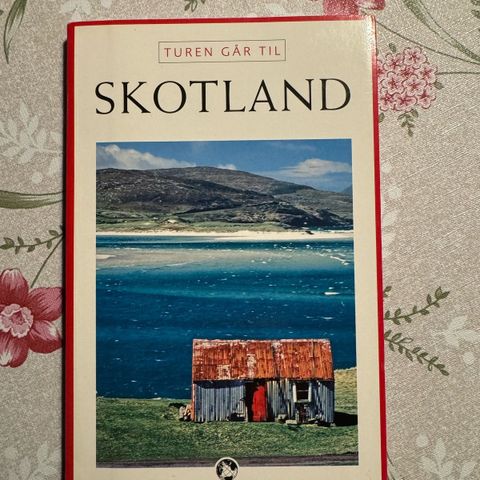 TUREN GÅR TIL
SKOTLAND